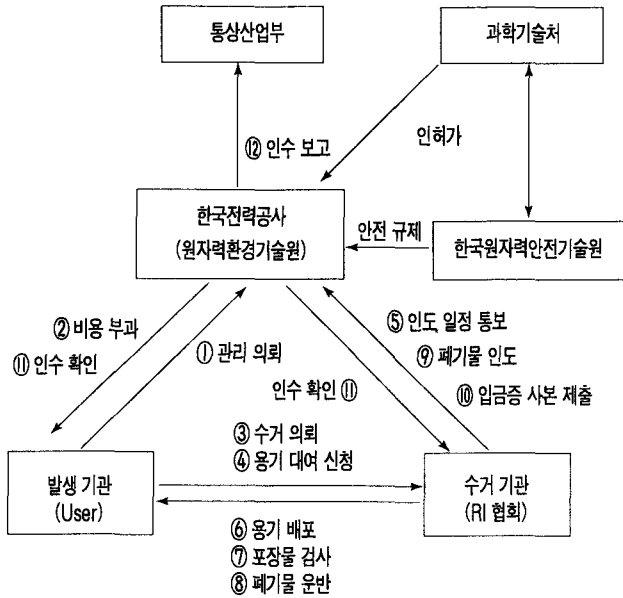 통상산업부
과학기술처
⑫ 인수 보고
인허가
한국전력공사
(원자력환경기술원)
안전 규제
한국원자력안전기술원
② 비용 부과
⑪ 인수 확인
① 관리 의뢰
인수 확인 ⑪
⑤ 인도 일정 통보
⑨ 폐기물 인도
⑩ 입금증 사본 제출
③ 수거 의뢰
④ 용기 대여 신청
발생 기관
(User)
수거 기관
(RI 협회)
⑥ 용기 배포
⑦ 포장물 검사
⑧ 폐기물 운반